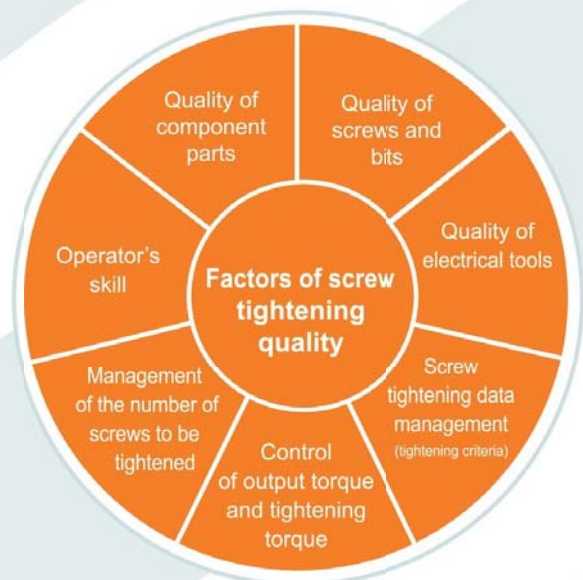 Quality of
component
parts
Quality of
screws and
bits
Quality of
electrical tools
Screw
tightening data
management
(tightening criteria)
Control
of output torque
and tightening
torque
Management
of the number of
screws to be
tightened
Operator's
skill
Factors of screw
tightening
quality